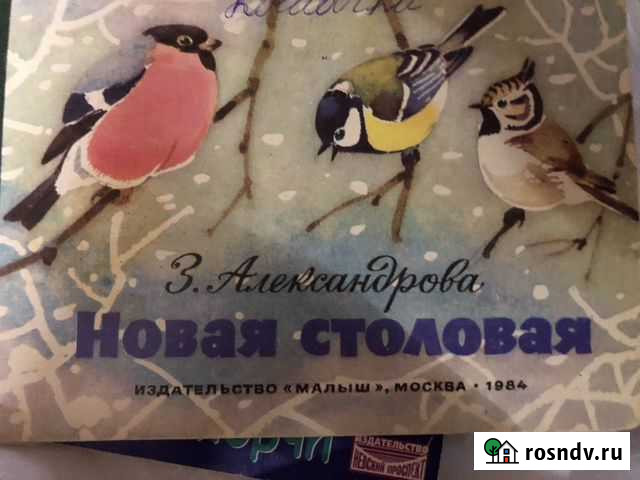 З. Александрова
Новая столовая
ИЗДАТЕЛЬСТВО «МАЛЫШ», МОСКВА · 1984
ИЗДАТЕЛЬСТВО
НЕВСКИЙ ПРОСПЕКТ
rosndv.ru